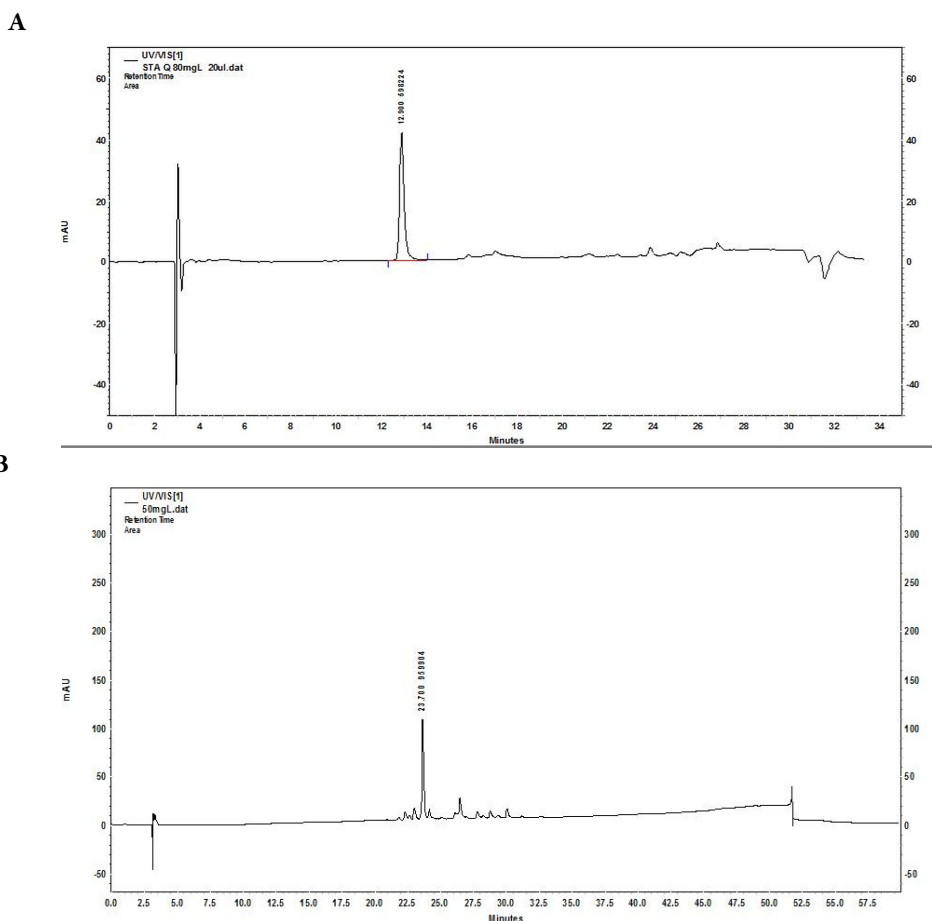 A
UV/VIS[1]
STA Q 80mgL 20ul.dat
Retention Time
Area
12.900 598224
60 60
40 40
20 20
0 0
-20 -20
-40 -40
mAU
0 2 4 6 8 10 12 14 16 18 20 22 24 26 28 30 32 34
Minutes
B
UV/VIS[1]
50mgL.dat
Retention Time
Area
23.700 959904
300 300
250 250
200 200
150 150
100 100
50 50
0 0
-50 -50
mAU
0.0 2.5 5.0 7.5 10.0 12.5 15.0 17.5 20.0 22.5 25.0 27.5 30.0 32.5 35.0 37.5 40.0 42.5 45.0 47.5 50.0 52.5 55.0 57.5
Minutes